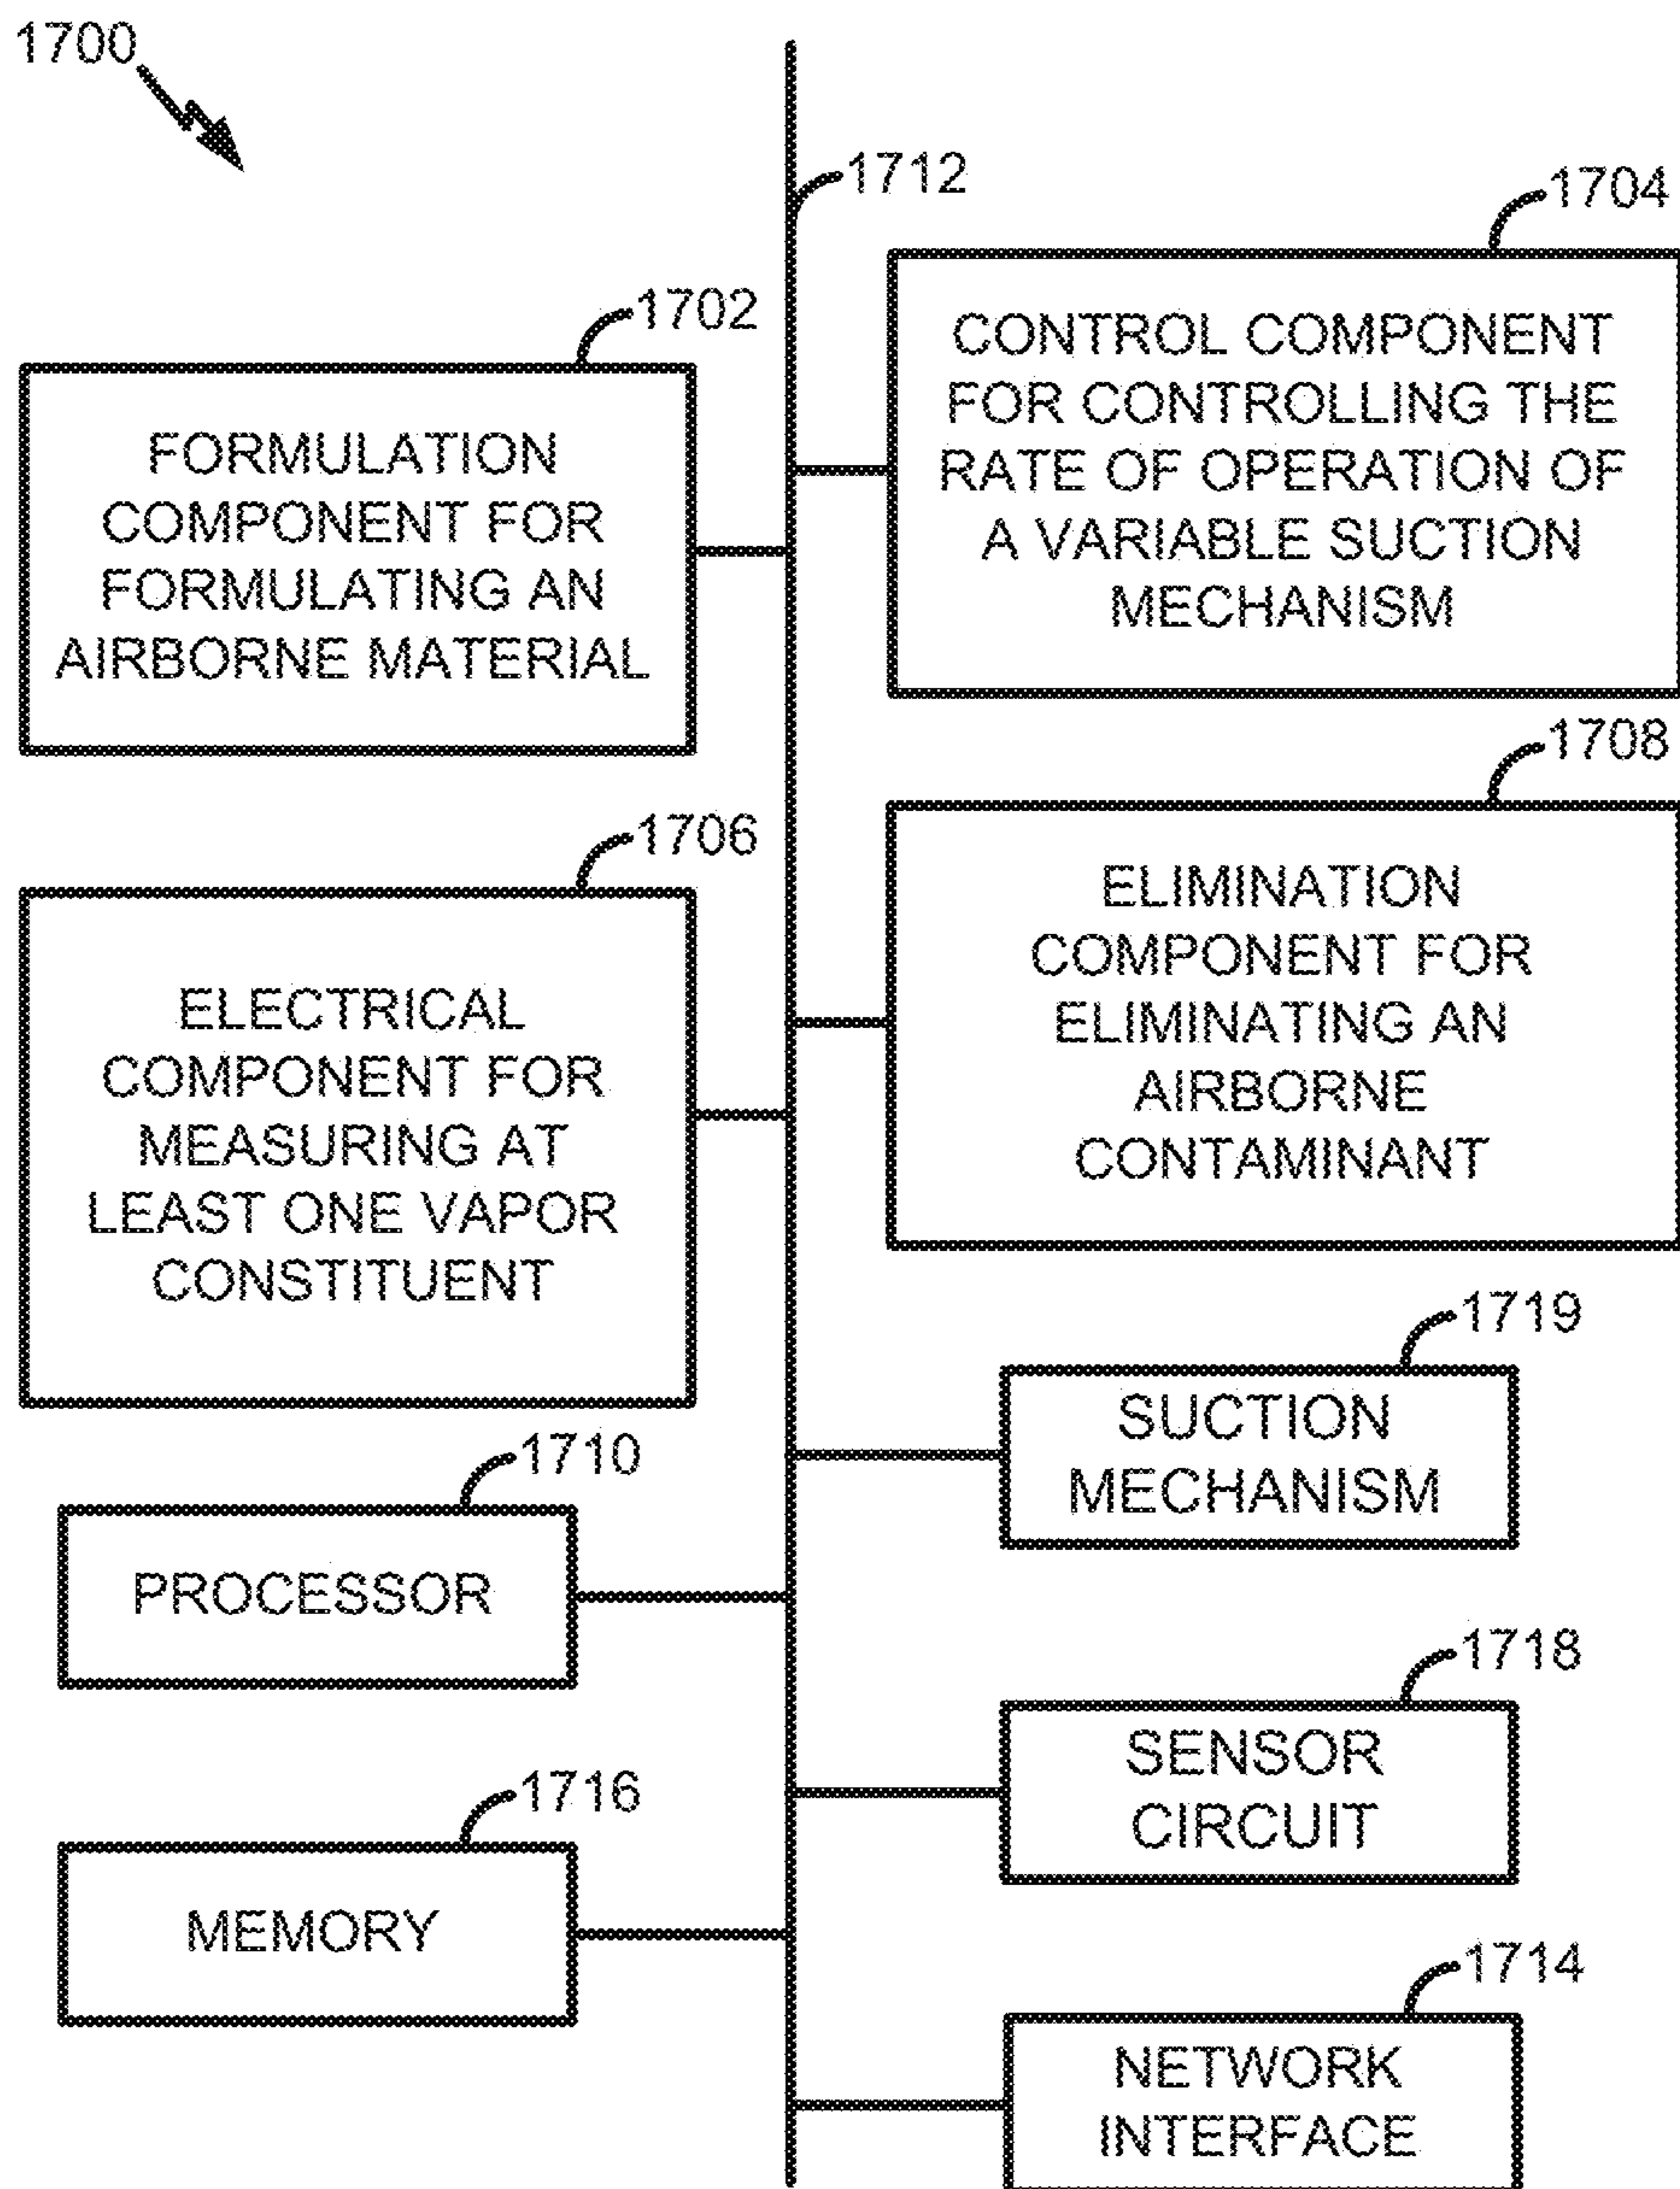 1700
1712
1704
CONTROL COMPONENT
FOR CONTROLLING THE
RATE OF OPERATION OF
A VARIABLE SUCTION
MECHANISM
1702
FORMULATION
COMPONENT FOR
FORMULATING AN
AIRBORNE MATERIAL
1708
ELIMINATION
COMPONENT FOR
ELIMINATING AN
AIRBORNE
CONTAMINANT
1706
ELECTRICAL
COMPONENT FOR
MEASURING AT
LEAST ONE VAPOR
CONSTITUENT
1719
SUCTION
MECHANISM
1710
PROCESSOR
1718
SENSOR
CIRCUIT
1716
MEMORY
1714
NETWORK
INTERFACE